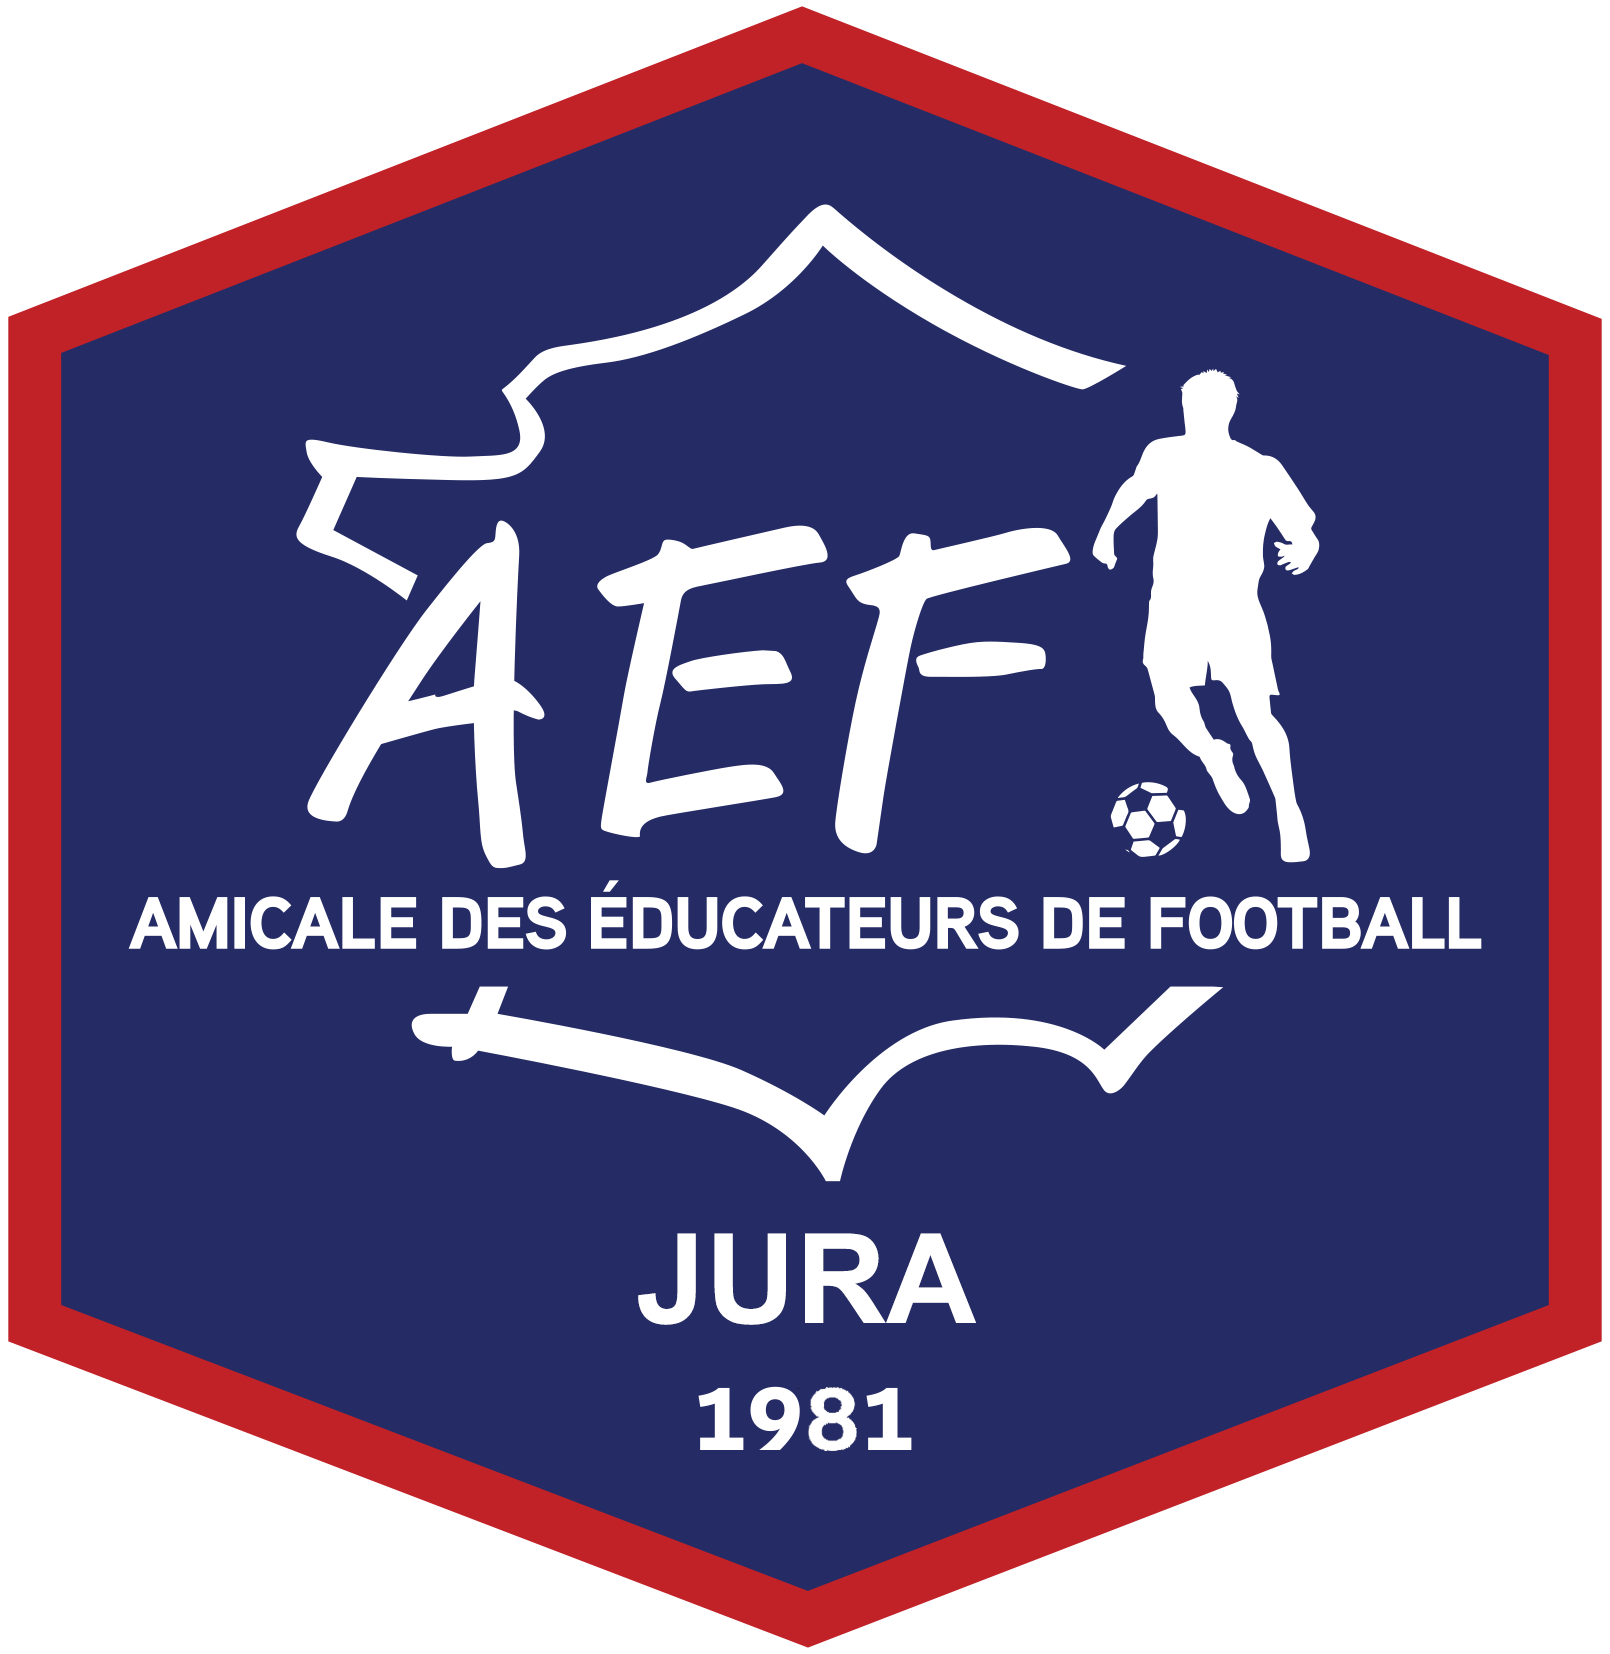 AEF
AMICALE DES ÉDUCATEURS DE FOOTBALL
JURA
1981